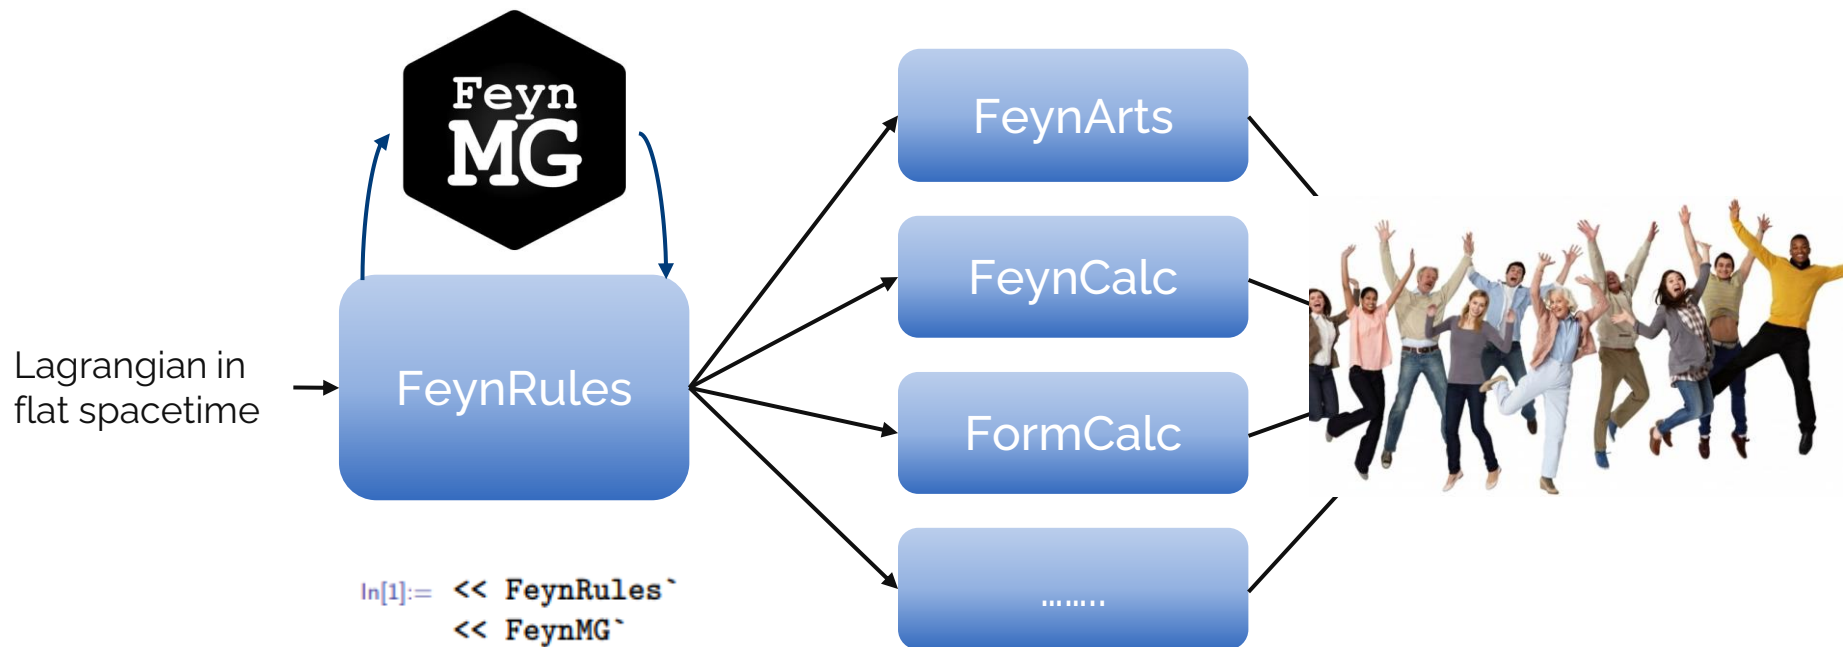 Feyn
MG
Lagrangian in
flat spacetime
FeynRules
FeynArts
FeynCalc
FormCalc
........
In[1]:= << FeynRules`
<< FeynMG`